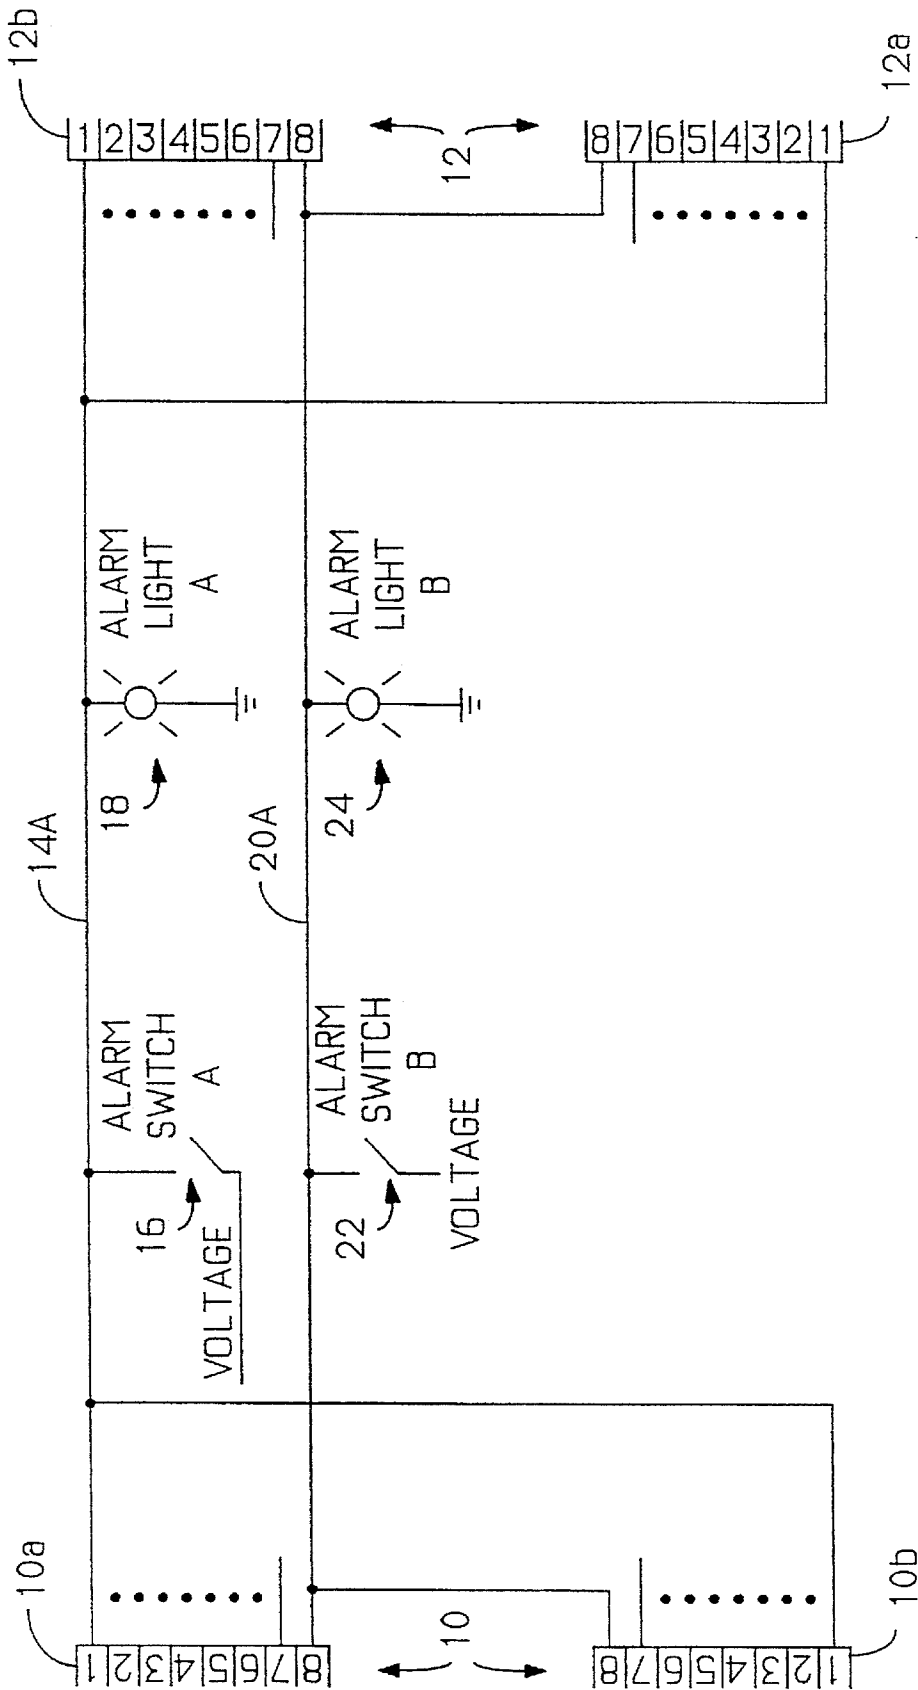 12b
1
2
3
4
5
6
7
8
12
8
7
6
5
4
3
2
1
12a
14A
ALARM
LIGHT
A
18
20A
ALARM
LIGHT
B
24
ALARM
SWITCH
A
16
VOLTAGE
ALARM
SWITCH
B
22
VOLTAGE
10a
1
2
3
4
5
6
7
8
10
8
7
6
5
4
3
2
1
10b